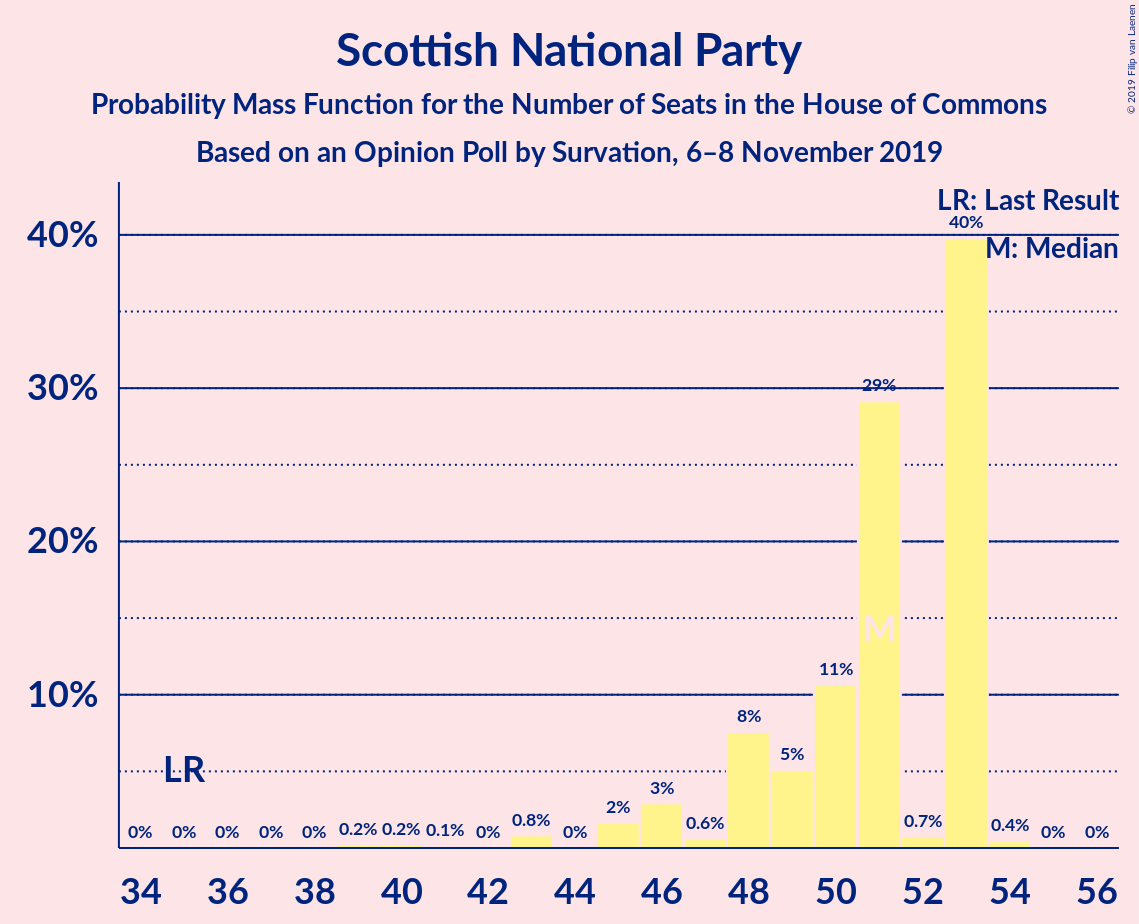 Scottish National Party
Probability Mass Function for the Number of Seats in the House of Commons
Based on an Opinion Poll by Survation, 6–8 November 2019
© 2019 Filip van Laenen
LR: Last Result
M: Median
40%
30%
20%
10%
0% 0% 0% 0% 0% 0.2% 0.2% 0.1% 0% 0.8% 0% 2% 3% 0.6% 8% 5% 11% 29% 0.7% 40% 0.4% 0% 0%
LR
M
34 36 38 40 42 44 46 48 50 52 54 56